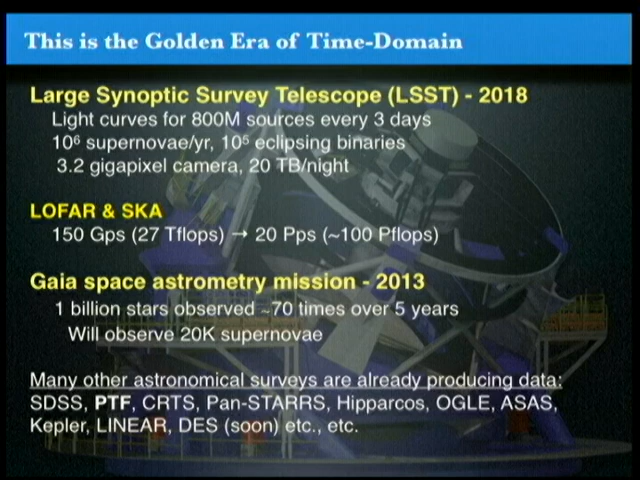 This is the Golden Era of Time-Domain
Large Synoptic Survey Telescope (LSST) - 2018
Light curves for 800M sources every 3 days
10⁶ supernovae/yr, 10⁵ eclipsing binaries
3.2 gigapixel camera, 20 TB/night
LOFAR & SKA
150 Gps (27 Tflops) → 20 Pps (~100 Pflops)
Gaia space astrometry mission - 2013
1 billion stars observed ~70 times over 5 years
Will observe 20K supernovae
Many other astronomical surveys are already producing data:
SDSS, PTF, CRTS, Pan-STARRS, Hipparcos, OGLE, ASAS,
Kepler, LINEAR, DES (soon) etc., etc.